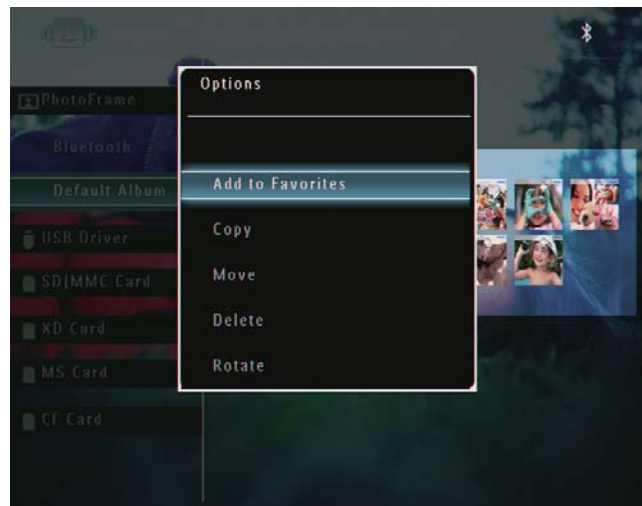 Options
Add to Favorites
Copy
Move
Delete
Rotate
PhotoFrame
Bluetooth
Default Album
USB Driver
SD|MMC Card
XD Card
MS Card
CF Card